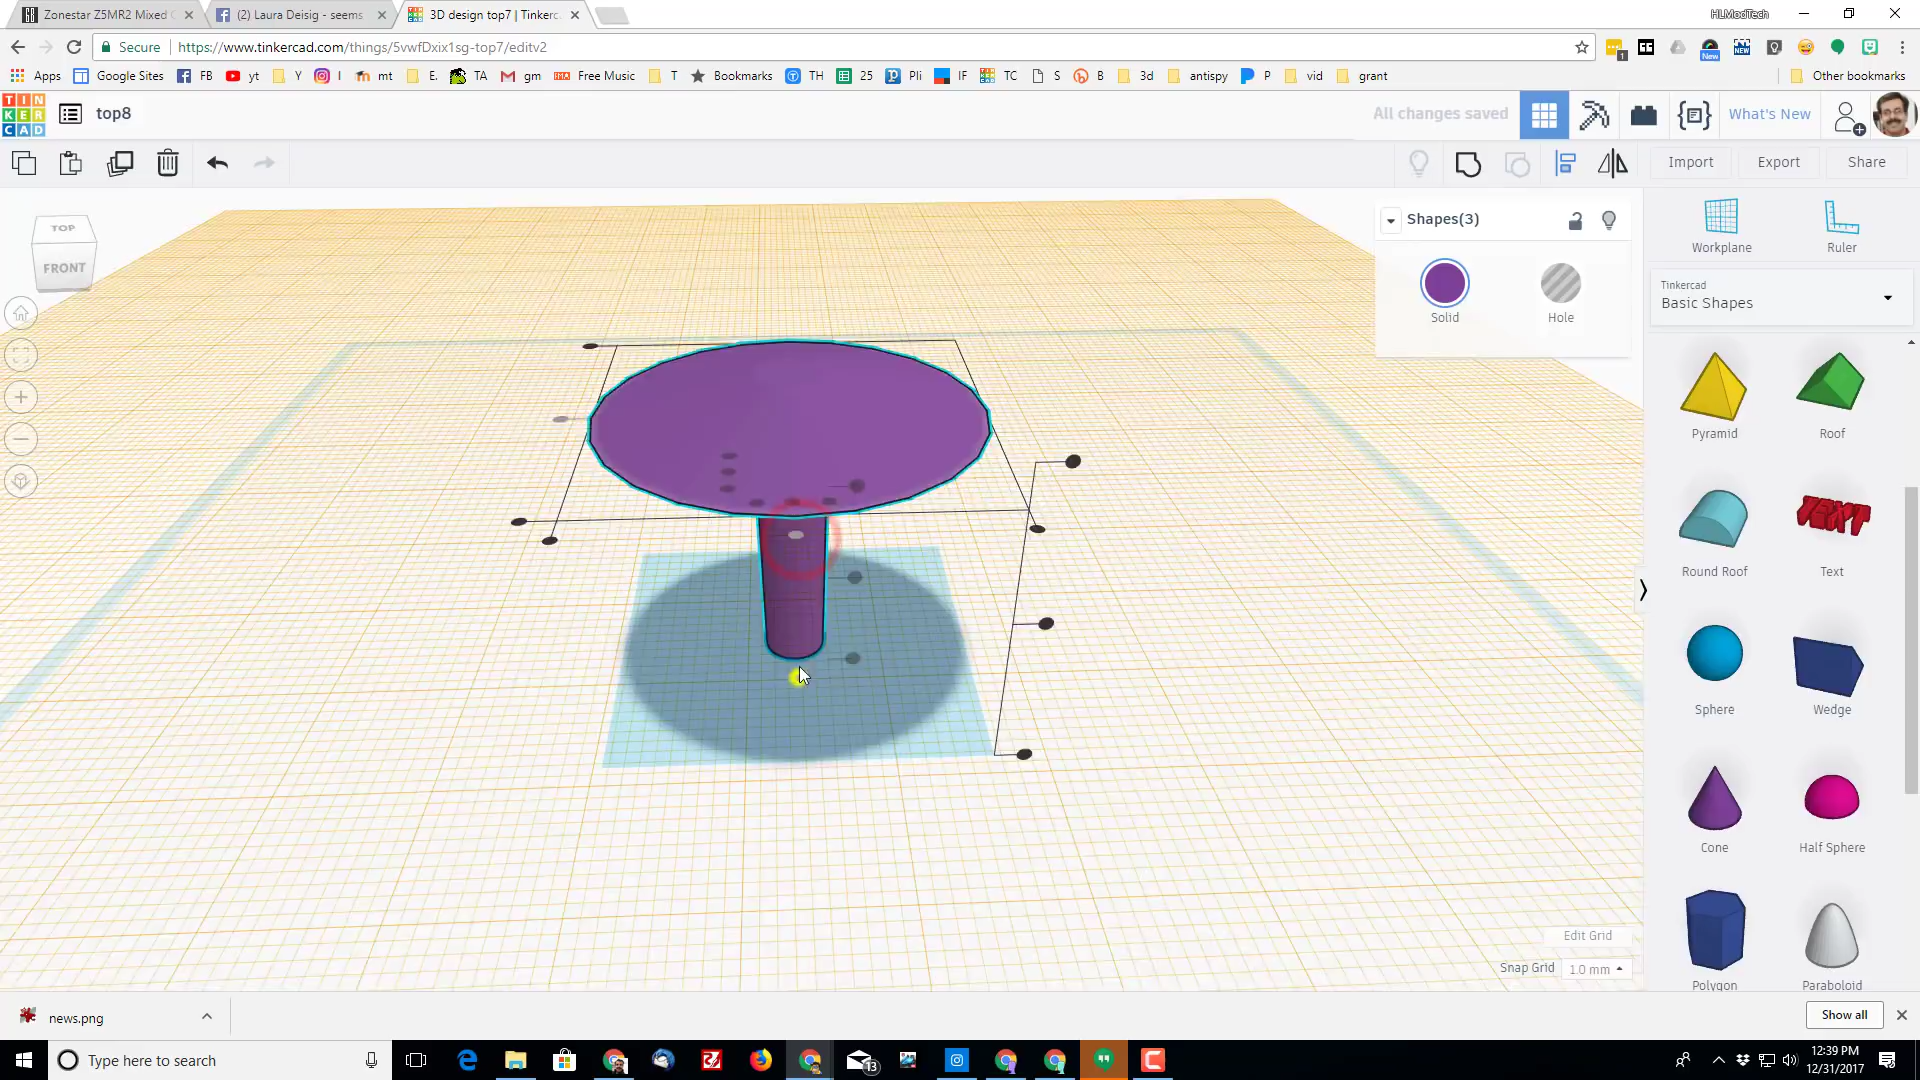 Zonestar Z5MR2 Mixed C
(2) Laura Deisig - seems
3D design top7 | Tinkerc
HLModTech
Secure
https://www.tinkercad.com/things/5vwfDxix1sg-top7/editv2
1
New
NEW
Apps
Google Sites
FB
yt
Y
I
mt
E.
TA
gm
Free Music
T
Bookmarks
TH
25
Pli
IF
TC
S
B
3d
antispy
P
vid
grant
Other bookmarks
TIN
KER
CAD
top8
All changes saved
What's New
Import
Export
Share
TOP
FRONT
Shapes(3)
Solid
Hole
Workplane
Ruler
Tinkercad
Basic Shapes
Pyramid
Roof
TEXT
Round Roof
Text
Sphere
Wedge
Cone
Half Sphere
Polygon
Paraboloid
Edit Grid
Snap Grid
1.0 mm
news.png
Show all
Type here to search
13
12:39 PM
12/31/2017